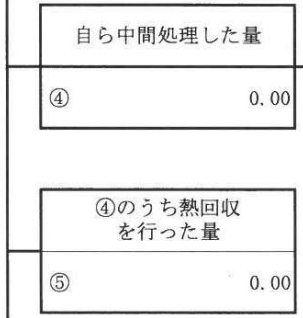 自ら中間処理した量
④ 0.00
④のうち熱回収
を行った量
⑤ 0.00